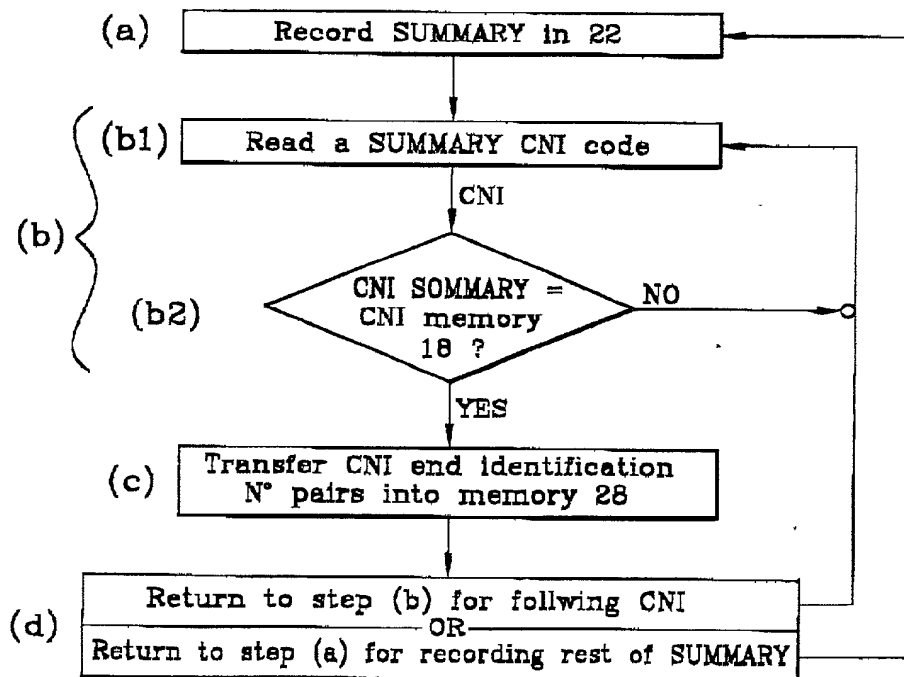 (a) Record SUMMARY in 22
(b1) Read a SUMMARY CNI code
CNI
(b)
(b2)
CNI SOMMARY =
CNI memory
18 ?
NO
YES
(c)
Transfer CNI end identification
N° pairs into memory 28
(d)
Return to step (b) for follwing CNI
OR
Return to step (a) for recording rest of SUMMARY